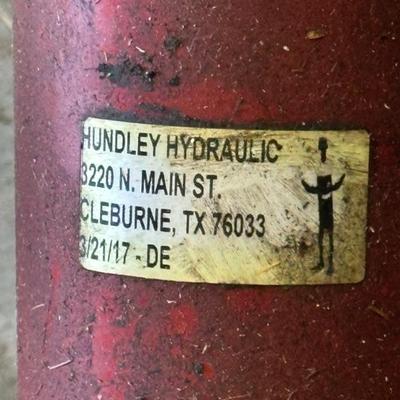 HUNDLEY HYDRAULIC
3220 N. MAIN ST.
CLEBURNE, TX 76033
3/21/17 - DE